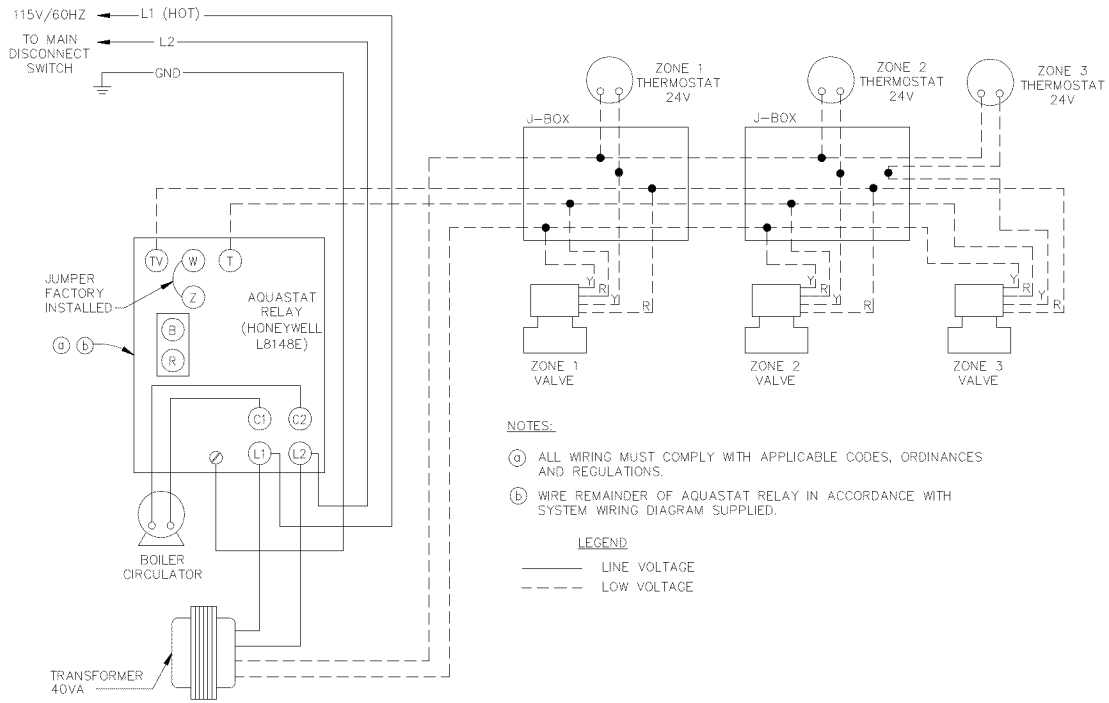 115V/60HZ
L1 (HOT)
TO MAIN
DISCONNECT
SWITCH
L2
GND
ZONE 1
THERMOSTAT
24V
ZONE 2
THERMOSTAT
24V
ZONE 3
THERMOSTAT
24V
J-BOX
J-BOX
TV
W
T
Z
JUMPER
FACTORY
INSTALLED
AQUASTAT
RELAY
(HONEYWELL
L8148E)
B
R
a b
C1
C2
L1
L2
Y
R
Y
R
Y
R
Y
R
Y
R
Y
R
ZONE 1
VALVE
ZONE 2
VALVE
ZONE 3
VALVE
BOILER
CIRCULATOR
TRANSFORMER
40VA
NOTES:
a ALL WIRING MUST COMPLY WITH APPLICABLE CODES, ORDINANCES
AND REGULATIONS.
b WIRE REMAINDER OF AQUASTAT RELAY IN ACCORDANCE WITH
SYSTEM WIRING DIAGRAM SUPPLIED.
LEGEND
LINE VOLTAGE
LOW VOLTAGE